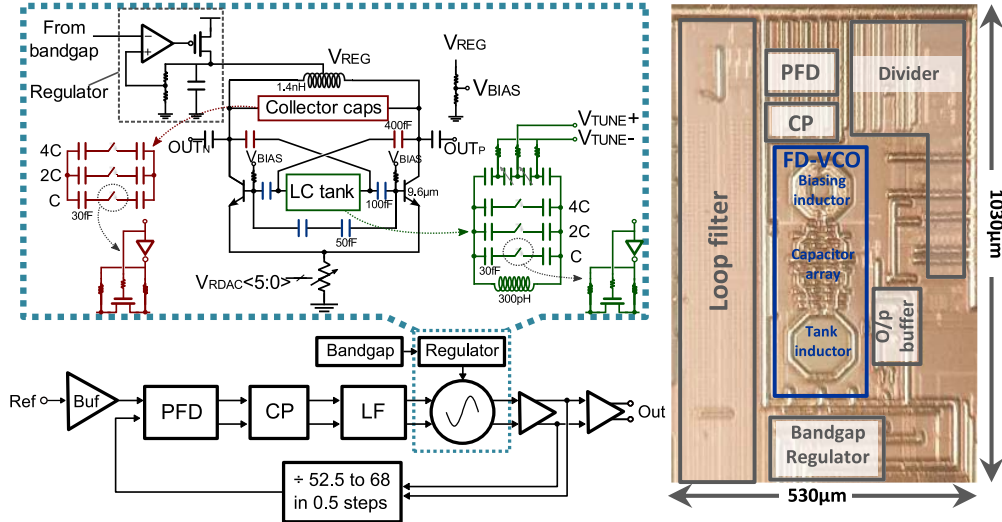 From
bandgap
Regulator
−
+
VREG
1.4nH
Collector caps
VREG
VBIAS
400fF
OUTN
OUTP
VBIAS
VBIAS
LC tank
9.6µm
100fF
50fF
4C
2C
C
30fF
VRDAC<5:0>
VTUNE+
VTUNE-
4C
2C
C
30fF
300pH
Bandgap
Regulator
Ref
Buf
PFD
CP
LF
Out
÷ 52.5 to 68
in 0.5 steps
Loop filter
PFD
CP
Divider
FD-VCO
Biasing
inductor
Capacitor
array
Tank
inductor
O/p
buffer
Bandgap
Regulator
1030µm
530µm